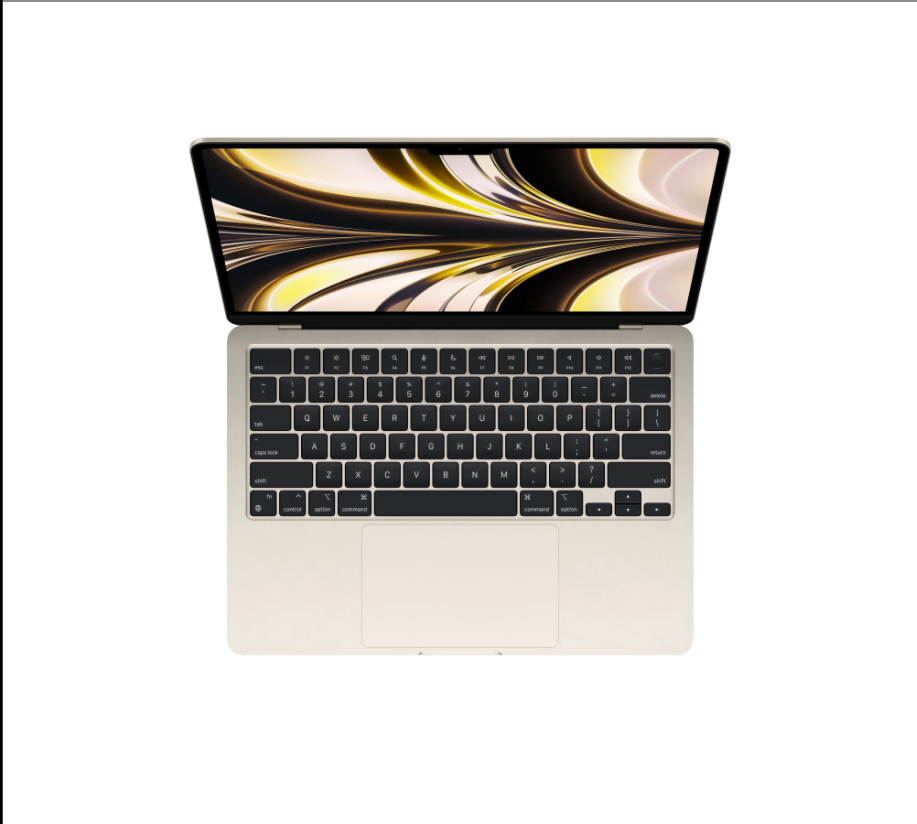 esc F1 F2 F3 F4 F5 F6 F7 F8 F9 F10 F11 F12
~ ` ! 1 @ 2 # 3 $ 4 % 5 ^ 6 & 7 * 8 ( 9 ) 0 _ - + = delete
tab Q W E R T Y U I O P { [ } ] | \
caps lock A S D F G H J K L : ; " ' return
shift Z X C V B N M < , > . ? / shift
fn control option command command option